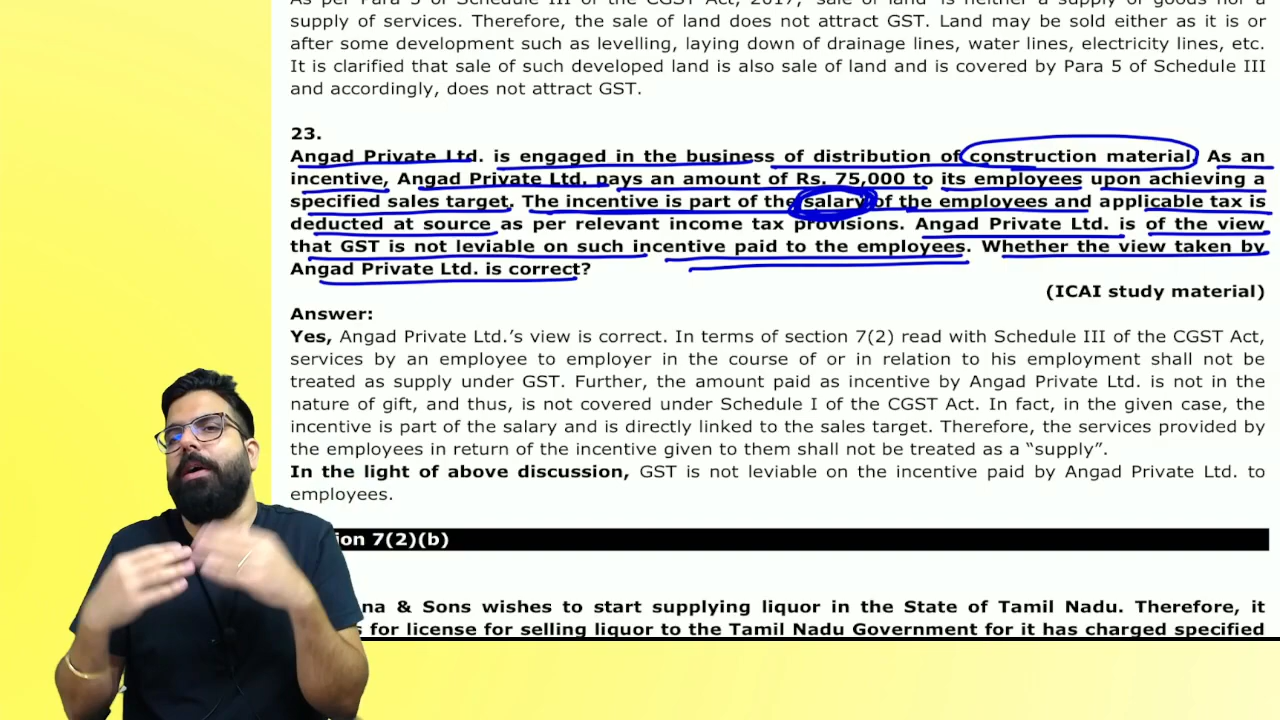 As per Para 5 of Schedule III of the CGST Act, 2017, 'sale of land' is neither a supply of goods nor a
supply of services. Therefore, the sale of land does not attract GST. Land may be sold either as it is or
after some development such as levelling, laying down of drainage lines, water lines, electricity lines, etc.
It is clarified that sale of such developed land is also sale of land and is covered by Para 5 of Schedule III
and accordingly, does not attract GST.
23.
Angad Private Ltd. is engaged in the business of distribution of construction material. As an
incentive, Angad Private Ltd. pays an amount of Rs. 75,000 to its employees upon achieving a
specified sales target. The incentive is part of the salary of the employees and applicable tax is
deducted at source as per relevant income tax provisions. Angad Private Ltd. is of the view
that GST is not leviable on such incentive paid to the employees. Whether the view taken by
Angad Private Ltd. is correct?
(ICAI study material)
Answer:
Yes, Angad Private Ltd.'s view is correct. In terms of section 7(2) read with Schedule III of the CGST Act,
services by an employee to employer in the course of or in relation to his employment shall not be
treated as supply under GST. Further, the amount paid as incentive by Angad Private Ltd. is not in the
nature of gift, and thus, is not covered under Schedule I of the CGST Act. In fact, in the given case, the
incentive is part of the salary and is directly linked to the sales target. Therefore, the services provided by
the employees in return of the incentive given to them shall not be treated as a “supply”.
In the light of above discussion, GST is not leviable on the incentive paid by Angad Private Ltd. to
employees.
ion 7(2)(b)
na & Sons wishes to start supplying liquor in the State of Tamil Nadu. Therefore, it
s for license for selling liquor to the Tamil Nadu Government for it has charged specified